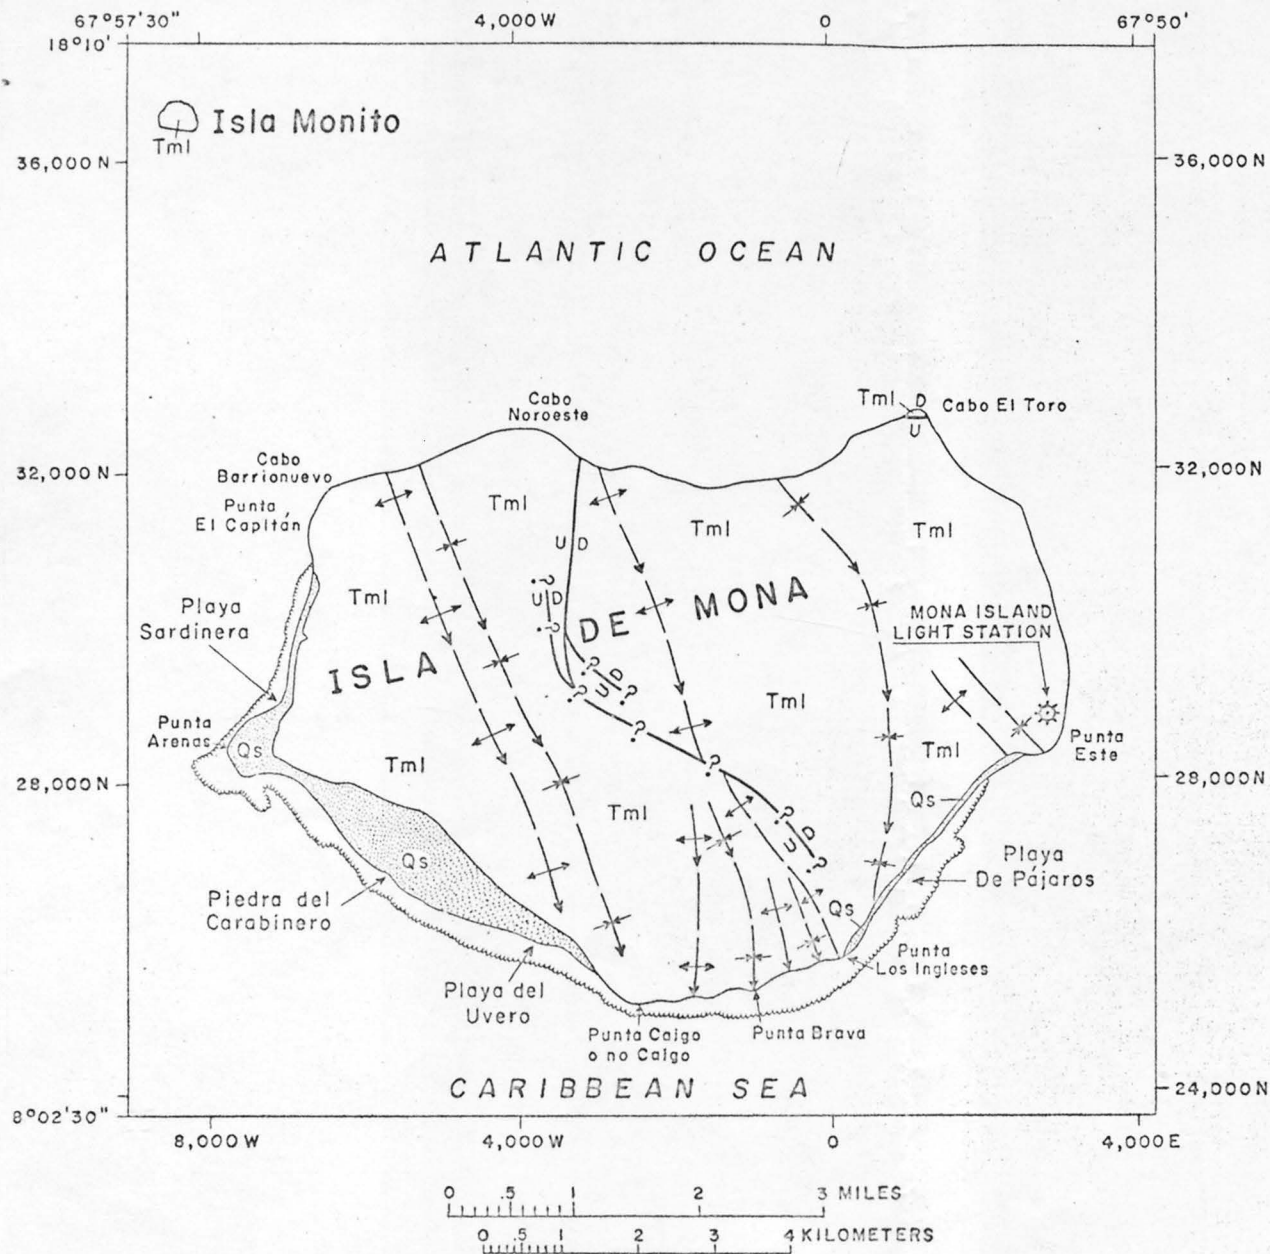 67°57'30"
4,000 W
0
67°50'
18°10'
Isla Monito
Tml
36,000 N
36,000 N
ATLANTIC OCEAN
Cabo
Noroeste
Tml
D
U
Cabo El Toro
32,000 N
32,000 N
Cabo
Barrionuevo
Punta
El Capitán
Tml
Tml
Tml
U D
?
U D
?
Tml
Playa
Sardinera
ISLA DE MONA
MONA ISLAND
LIGHT STATION
?
U D
?
?
?
?
Tml
Punta
Arenas
Qs
Tml
Tml
Punta
Este
28,000 N
28,000 N
Tml
Qs
?
U D
?
Qs
Playa
De Pájaros
Piedra del
Carabinero
Qs
Punta
Los Ingleses
Playa del
Uvero
Punta Caigo
o no Caigo
Punta Brava
CARIBBEAN SEA
24,000 N
8°02'30"
8,000 W
4,000 W
0
4,000 E
0 .5 1 2 3 MILES
0 .5 1 2 3 4 KILOMETERS